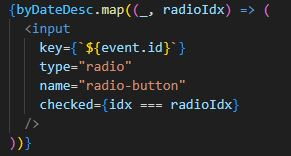 {byDateDesc.map((_, radioIdx) => (
<input
key={`${event.id}`}
type="radio"
name="radio-button"
checked={idx === radioIdx}
/>
))}